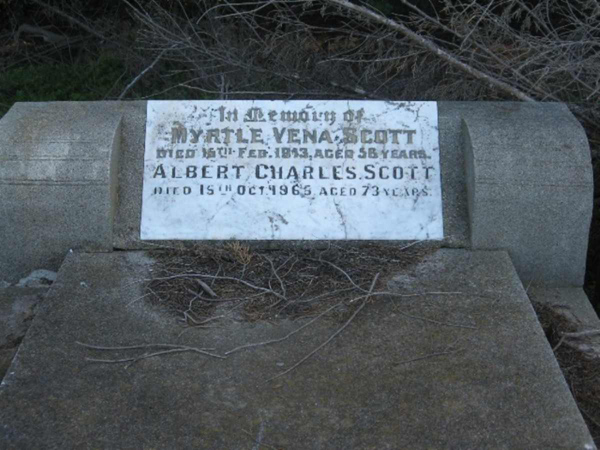 In Memory of
MYRTLE VENA SCOTT
DIED 16TH FEB. 1953, AGED 56 YEARS.
ALBERT CHARLES SCOTT
DIED 15TH OCT. 1965 AGED 73 YEARS.